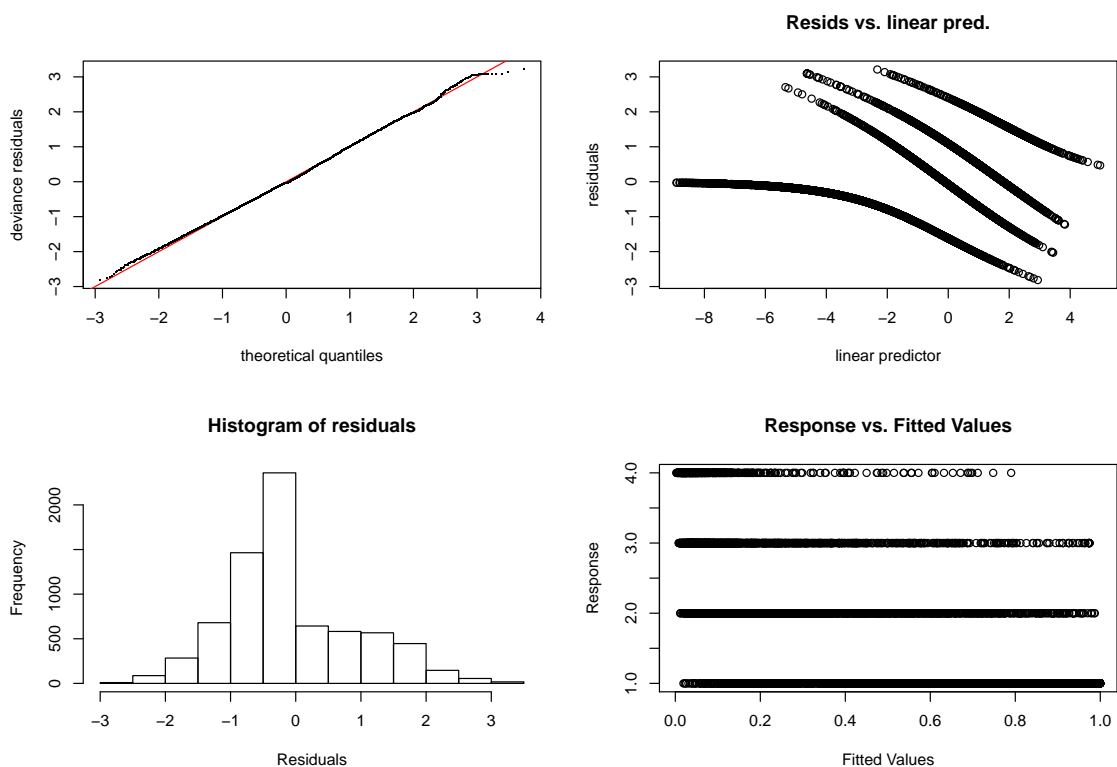 deviance residuals
3
2
1
0
−1
−2
−3
−3 −2 −1 0 1 2 3 4
theoretical quantiles
Resids vs. linear pred.
residuals
3
2
1
0
−1
−2
−3
−8 −6 −4 −2 0 2 4
linear predictor
Histogram of residuals
Frequency
2000
1000
500
0
−3 −2 −1 0 1 2 3
Residuals
Response vs. Fitted Values
Response
4.0
3.0
2.0
1.0
0.0 0.2 0.4 0.6 0.8 1.0
Fitted Values